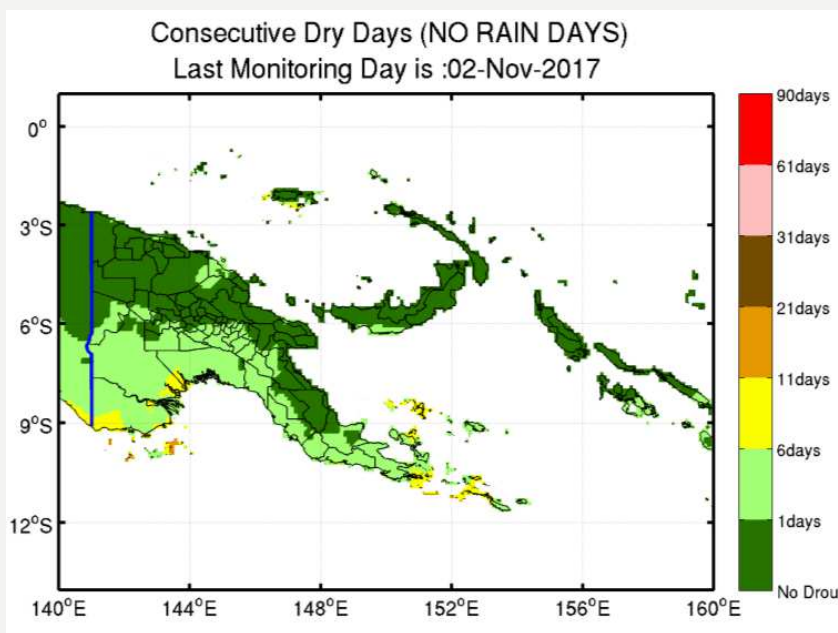 Consecutive Dry Days (NO RAIN DAYS)
Last Monitoring Day is :02-Nov-2017
90days
61days
31days
21days
11days
6days
1days
No Drou
0°
3°S
6°S
9°S
12°S
140°E
144°E
148°E
152°E
156°E
160°E